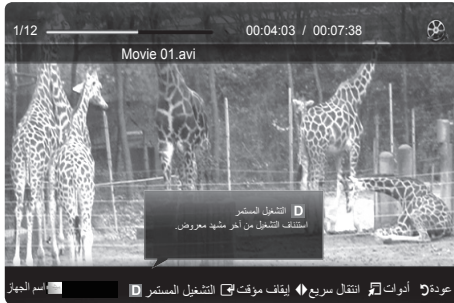 1/12
00:04:03 / 00:07:38
Movie 01.avi
D التشغيل المستمر
استئناف التشغيل من آخر مشهد معروض.
اسم الجهاز
D التشغيل المستمر إيقاف مؤقت انتقال سريع أدوات عودة